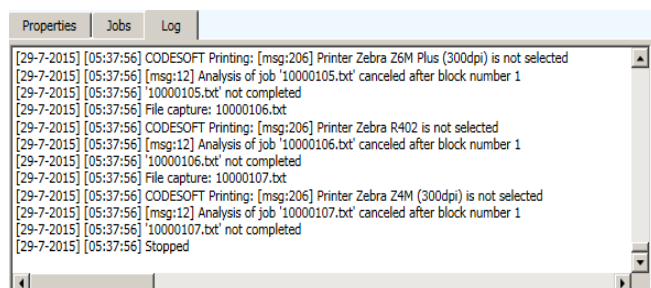 Properties Jobs Log
[29-7-2015] [05:37:56] CODESOFT Printing: [msg:206] Printer Zebra Z6M Plus (300dpi) is not selected
[29-7-2015] [05:37:56] [msg:12] Analysis of job '10000105.txt' canceled after block number 1
[29-7-2015] [05:37:56] '10000105.txt' not completed
[29-7-2015] [05:37:56] File capture: 10000106.txt
[29-7-2015] [05:37:56] CODESOFT Printing: [msg:206] Printer Zebra R402 is not selected
[29-7-2015] [05:37:56] [msg:12] Analysis of job '10000106.txt' canceled after block number 1
[29-7-2015] [05:37:56] '10000106.txt' not completed
[29-7-2015] [05:37:56] File capture: 10000107.txt
[29-7-2015] [05:37:56] CODESOFT Printing: [msg:206] Printer Zebra Z4M (300dpi) is not selected
[29-7-2015] [05:37:56] [msg:12] Analysis of job '10000107.txt' canceled after block number 1
[29-7-2015] [05:37:56] '10000107.txt' not completed
[29-7-2015] [05:37:56] Stopped